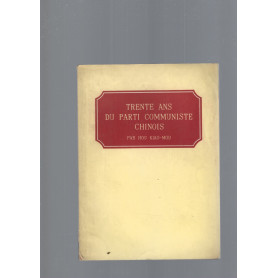 TRENTE ANS
DU PARTI COMMUNISTE
CHINOIS
PAR HOU KIAO-MOU